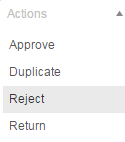 Actions
Approve
Duplicate
Reject
Return